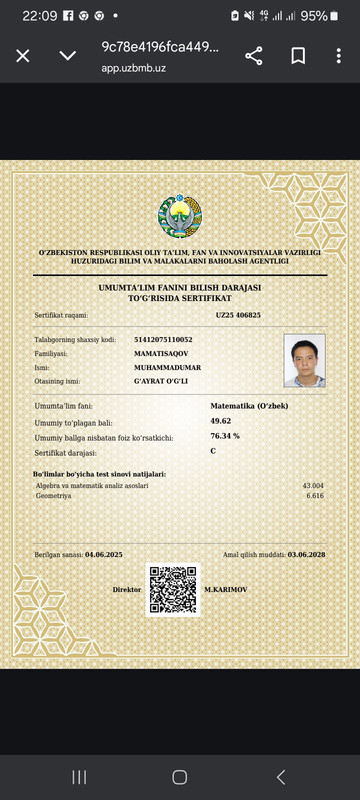 22:09
4G
95%
9c78e4196fca449...
app.uzbmb.uz
O‘ZBEKISTON RESPUBLIKASI OLIY TA’LIM, FAN VA INNOVATSIYALAR VAZIRLIGI
HUZURIDAGI BILIM VA MALAKALARNI BAHOLASH AGENTLIGI
UMUMTA’LIM FANINI BILISH DARAJASI
TO‘G‘RISIDA SERTIFIKAT
Sertifikat raqami: UZ25 406825
Talabgorning shaxsiy kodi: 51412075110052
Familiyasi: MAMATISAQOV
Ismi: MUHAMMADUMAR
Otasining ismi: G‘AYRAT O‘G‘LI
Umumta’lim fani: Matematika (O‘zbek)
Umumiy to‘plagan bali: 49.62
Umumiy ballga nisbatan foiz ko‘rsatkichi: 76.34 %
Sertifikat darajasi: C
Bo‘limlar bo‘yicha test sinovi natijalari:
Algebra va matematik analiz asoslari 43.004
Geometriya 6.616
Berilgan sanasi: 04.06.2025 Amal qilish muddati: 03.06.2028
Direktor M.KARIMOV